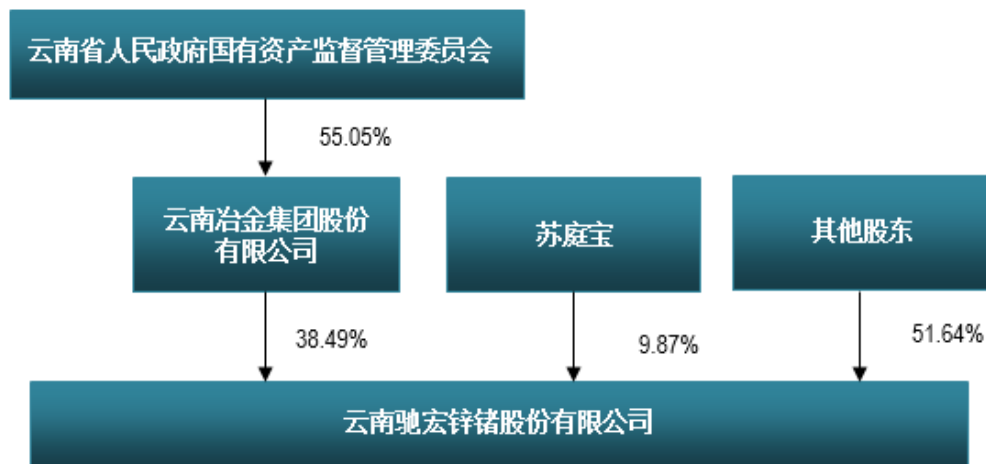 云南省人民政府国有资产监督管理委员会
55.05%
云南冶金集团股份
有限公司
苏庭宝
其他股东
38.49%
9.87%
51.64%
云南驰宏锌锗股份有限公司